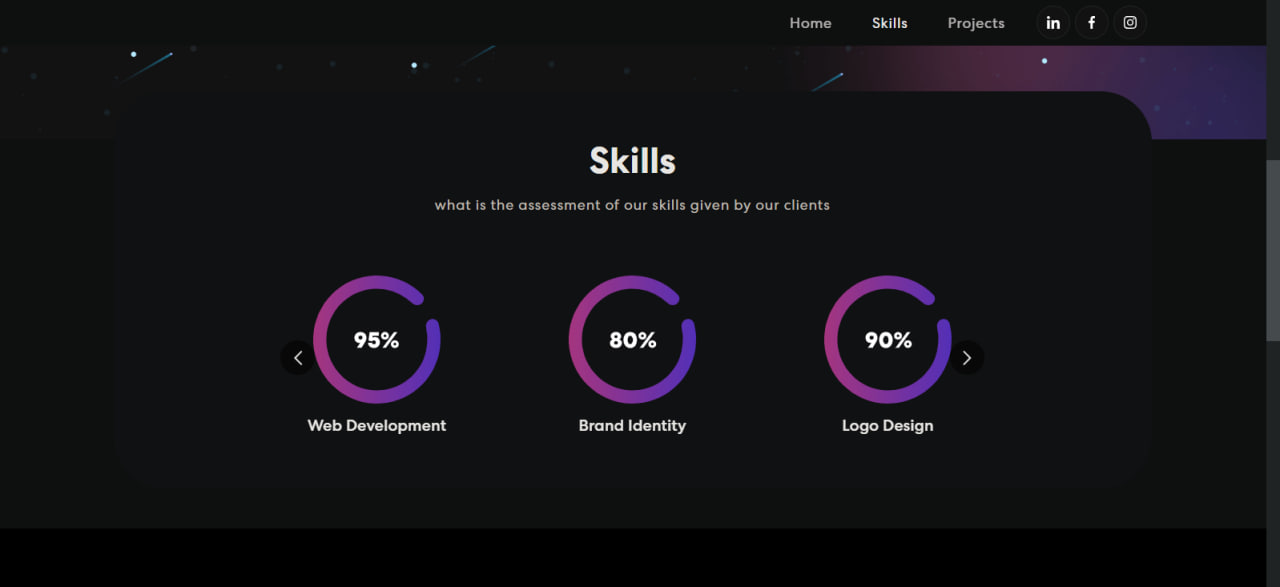 Home Skills Projects in f
Skills
what is the assessment of our skills given by our clients
95% 80% 90%
Web Development Brand Identity Logo Design